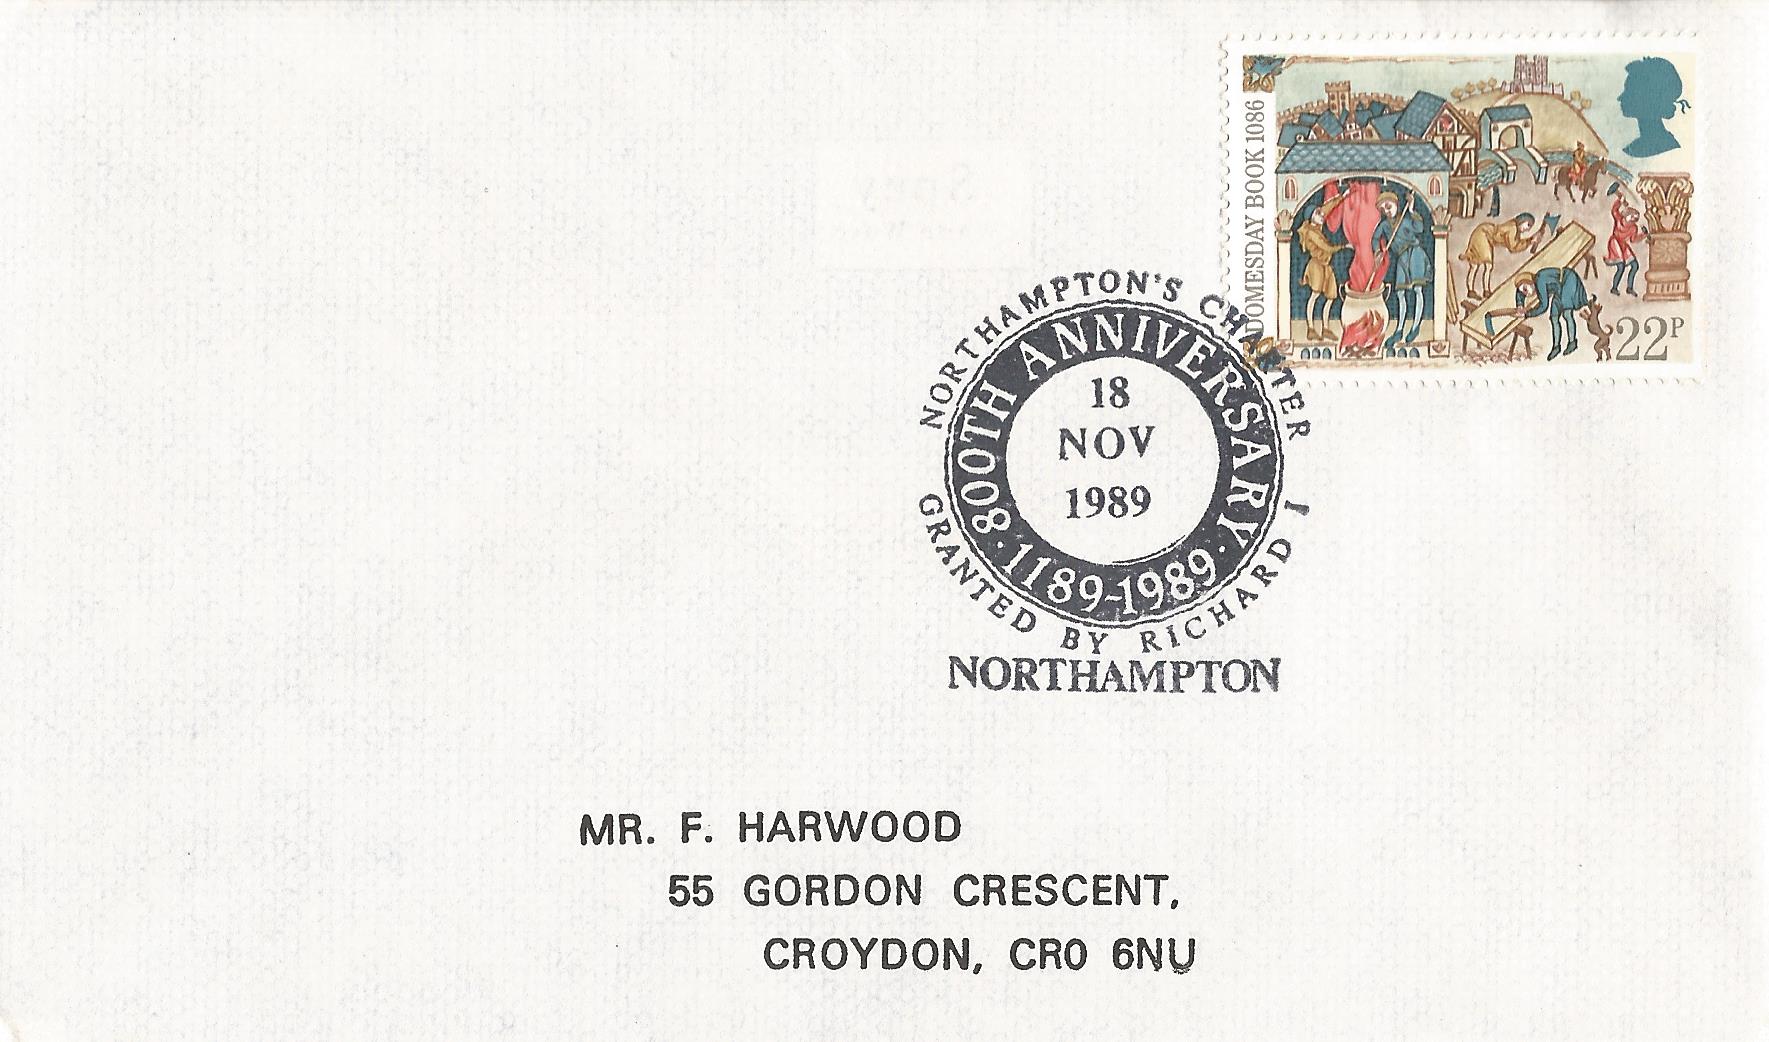 DOMESDAY BOOK 1086
22P
NORTHAMPTON'S CHARTER
800TH ANNIVERSARY · 1189-1989 ·
18
NOV
1989
GRANTED BY RICHARD I
NORTHAMPTON
MR. F. HARWOOD
55 GORDON CRESCENT,
CROYDON, CR0 6NU